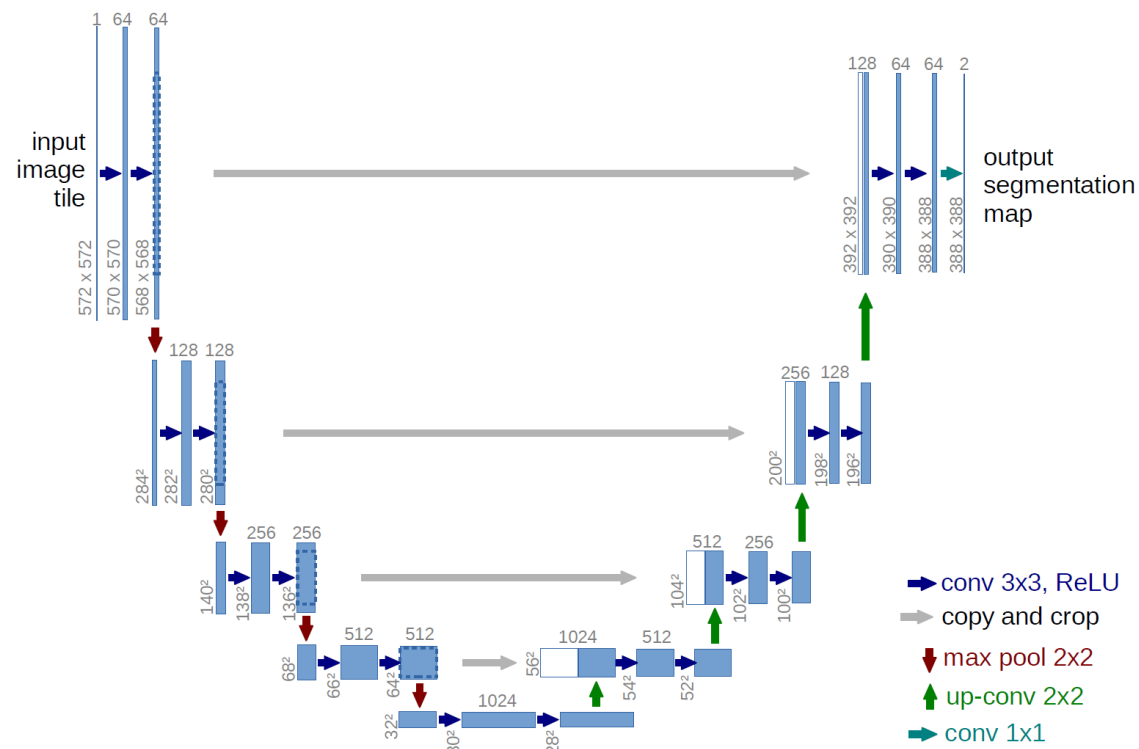 1 64 64
128 64 64 2
input
image
tile
output
segmentation
map
572 x 572
570 x 570
568 x 568
392 x 392
390 x 390
388 x 388
388 x 388
128 128
256 128
284²
282²
280²
200²
198²
196²
256 256
512 256
140²
138²
136²
104²
102²
100²
512 512
1024 512
68²
66²
64²
56²
54²
52²
1024
32²
conv 3x3, ReLU
copy and crop
max pool 2x2
up-conv 2x2
conv 1x1